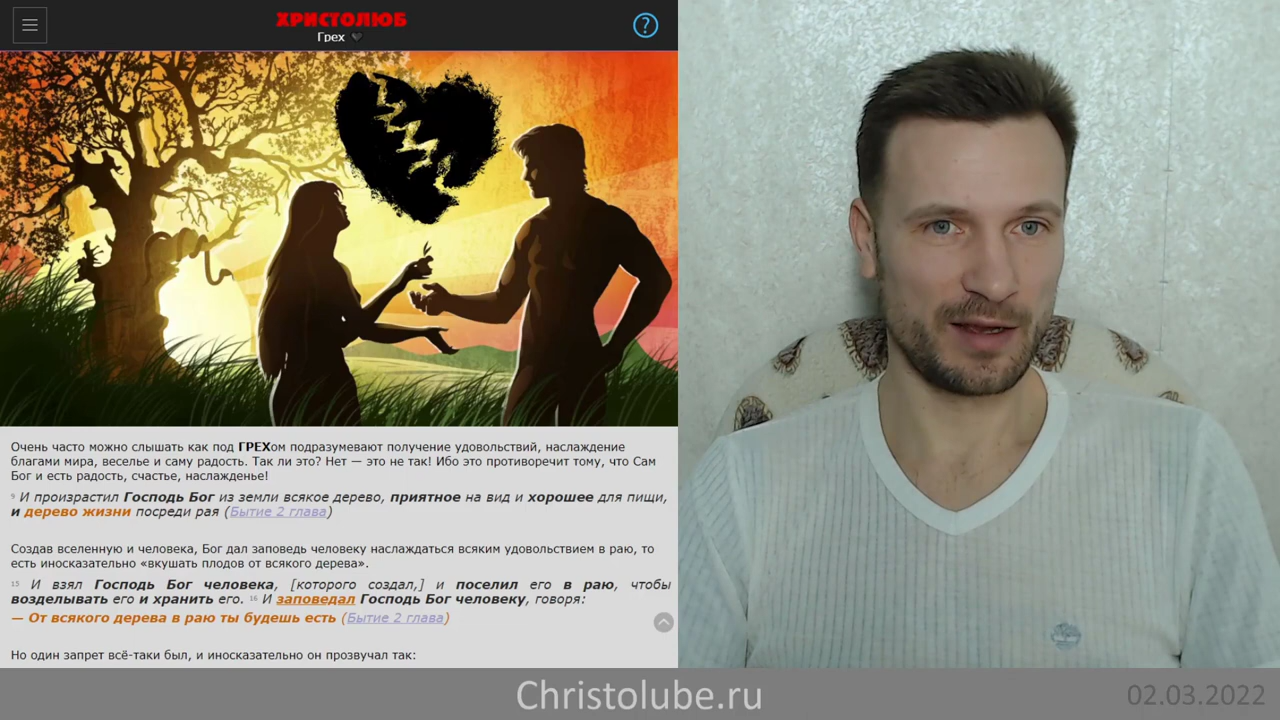 ХРИСТОЛЮБ
Грех
?
Очень часто можно слышать как под ГРЕХом подразумевают получение удовольствий, наслаждение
благами мира, веселье и саму радость. Так ли это? Нет — это не так! Ибо это противоречит тому, что Сам
Бог и есть радость, счастье, наслажденье!
9 И произрастил Господь Бог из земли всякое дерево, приятное на вид и хорошее для пищи,
и дерево жизни посреди рая (Бытие 2 глава)
Создав вселенную и человека, Бог дал заповедь человеку наслаждаться всяким удовольствием в раю, то
есть иносказательно «вкушать плодов от всякого дерева».
15 И взял Господь Бог человека, [которого создал,] и поселил его в раю, чтобы
возделывать его и хранить его. 16 И заповедал Господь Бог человеку, говоря:
— От всякого дерева в раю ты будешь есть (Бытие 2 глава)
Но один запрет всё-таки был, и иносказательно он прозвучал так:
Christolube.ru
02.03.2022